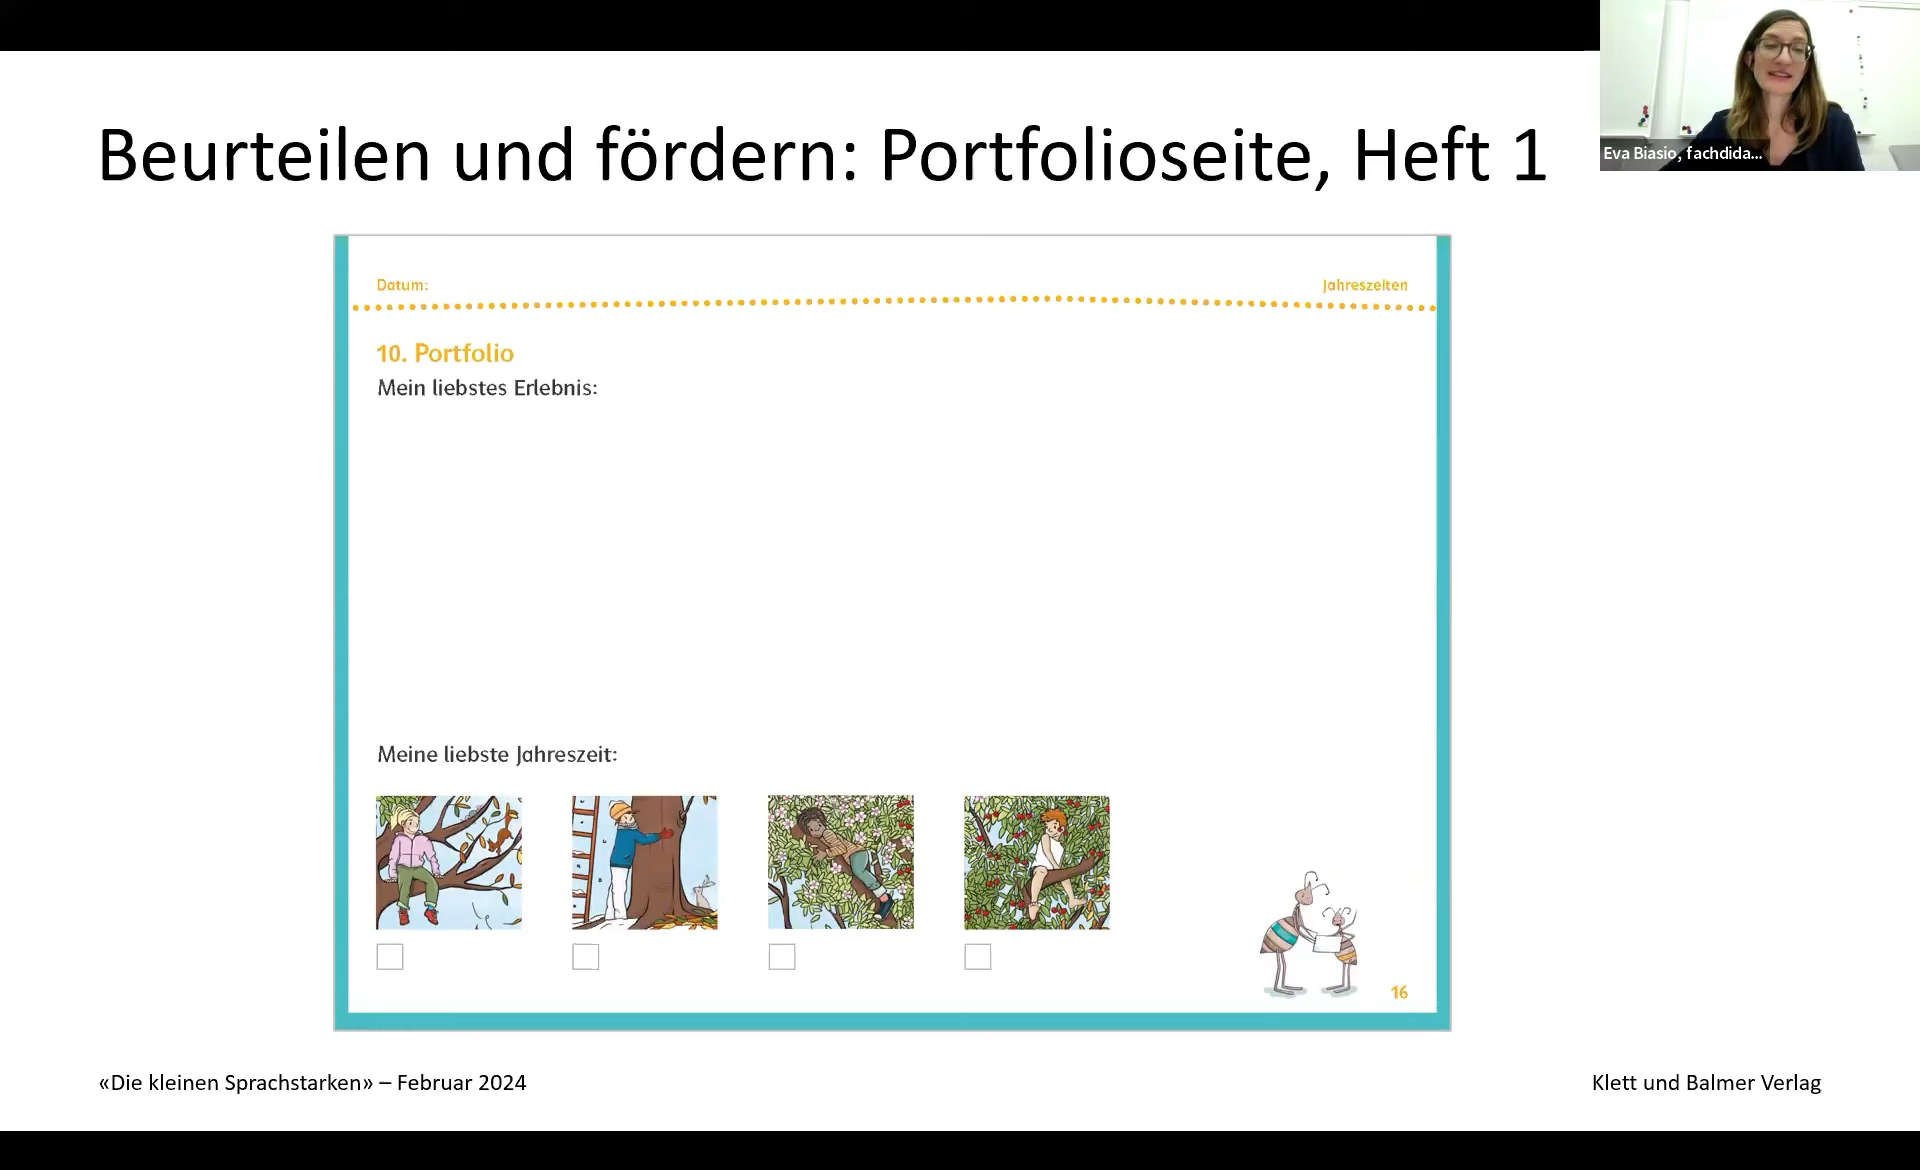 Beurteilen und fördern: Portfolioseite, Heft 1
Eva Biasio, fachdida...
Datum:
Jahreszeiten
10. Portfolio
Mein liebstes Erlebnis:
Meine liebste Jahreszeit:
16
«Die kleinen Sprachstarken» – Februar 2024
Klett und Balmer Verlag